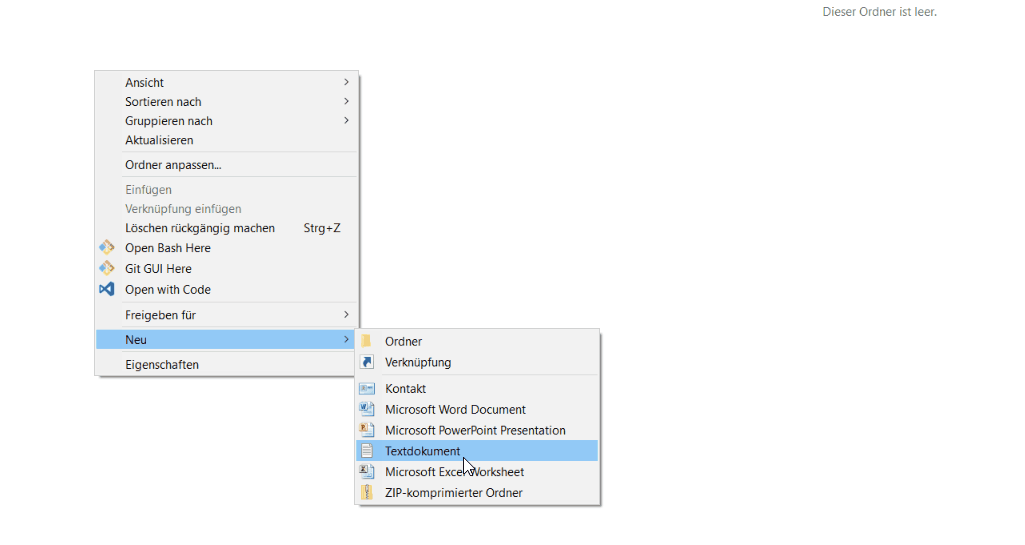 Dieser Ordner ist leer.
Ansicht
Sortieren nach
Gruppieren nach
Aktualisieren
Ordner anpassen...
Einfügen
Verknüpfung einfügen
Löschen rückgängig machen Strg+Z
Open Bash Here
Git GUI Here
Open with Code
Freigeben für
Neu
Eigenschaften
Ordner
Verknüpfung
Kontakt
Microsoft Word Document
Microsoft PowerPoint Presentation
Textdokument
Microsoft Excel Worksheet
ZIP-komprimierter Ordner